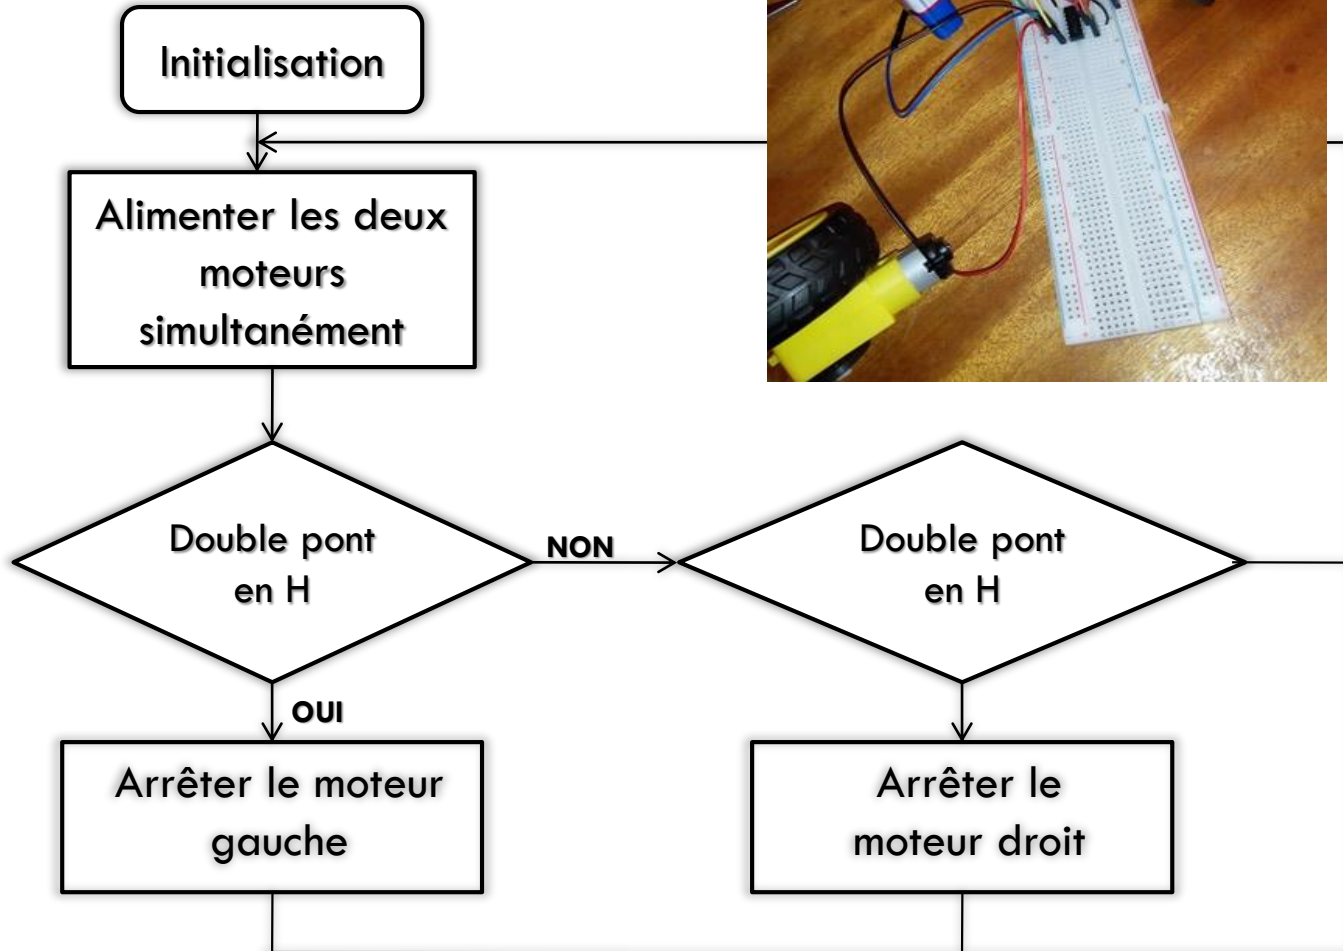 Initialisation
Alimenter les deux
moteurs
simultanément
Double pont
en H
NON
Double pont
en H
OUI
Arrêter le moteur
gauche
Arrêter le
moteur droit